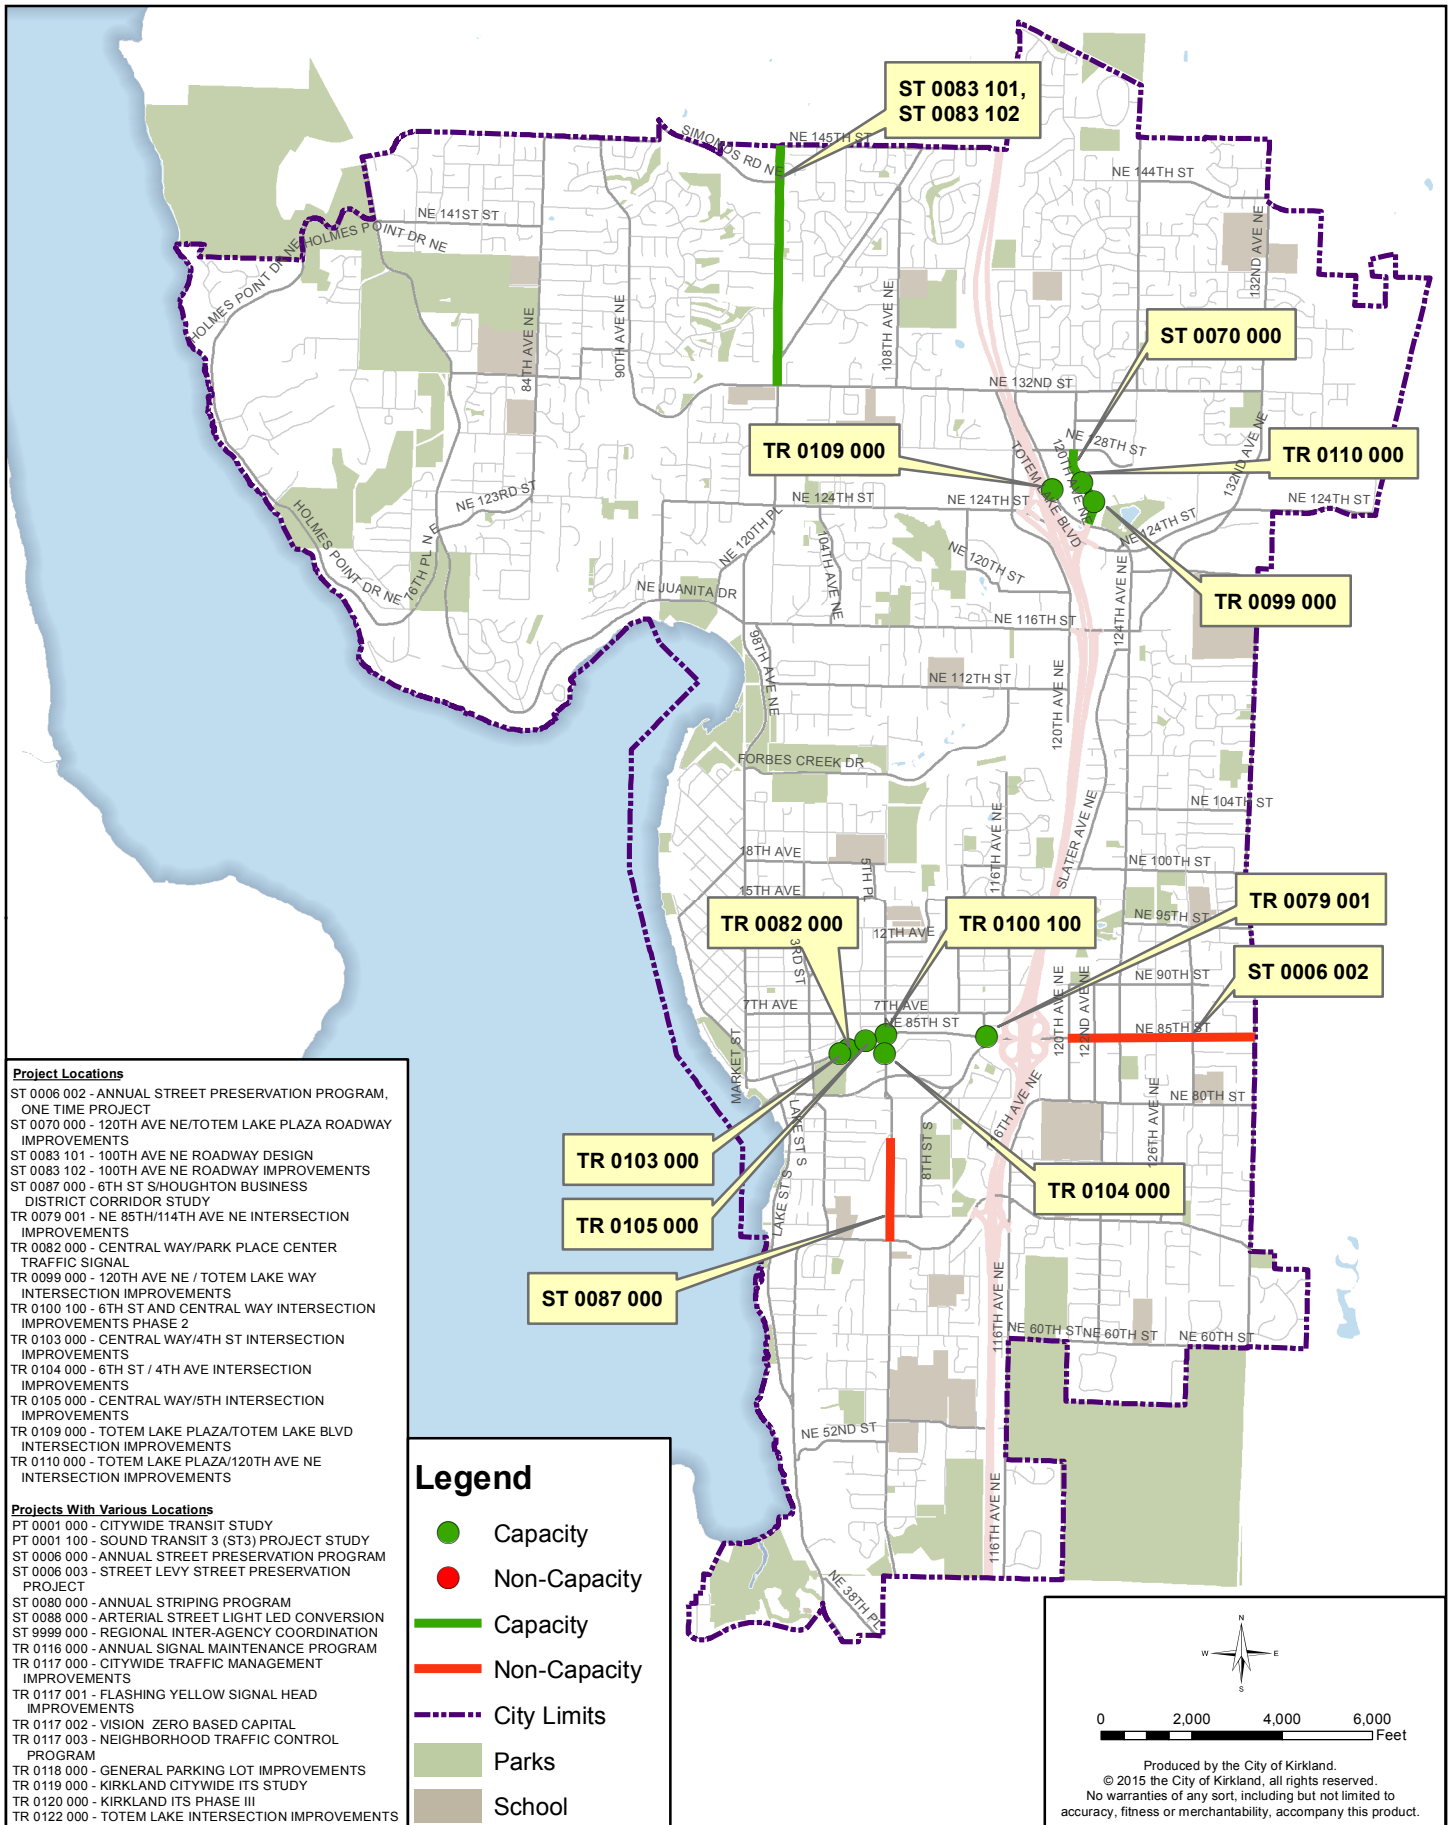 ST 0083 101,
ST 0083 102
SIMONDS RD NE
NE 145TH ST
NE 144TH ST
NE 141ST ST
HOLMES POINT DR NE
HOLMES POINT DR NE
132ND AVE NE
84TH AVE NE
90TH AVE NE
108TH AVE NE
ST 0070 000
NE 132ND ST
TR 0109 000
NE 128TH ST
TR 0110 000
120TH AVE NE
TOTEM LAKE BLVD
132ND AVE NE
NE 123RD ST
NE 124TH ST
NE 124TH ST
NE 124TH ST
NE 124TH ST
HOLMES POINT DR NE
76TH PL NE
NE 120TH PL
104TH AVE NE
NE 120TH ST
124TH AVE NE
TR 0099 000
NE JUANITA DR
NE 116TH ST
98TH AVE NE
NE 112TH ST
120TH AVE NE
FORBES CREEK DR
NE 104TH ST
116TH AVE NE
SLATER AVE NE
18TH AVE
5TH PL
NE 100TH ST
15TH AVE
TR 0079 001
TR 0082 000
TR 0100 100
NE 95TH ST
3RD ST
12TH AVE
ST 0006 002
NE 90TH ST
120TH AVE NE
122ND AVE NE
7TH AVE
7TH AVE
NE 85TH ST
NE 85TH ST
MARKET ST
116TH AVE NE
NE 80TH ST
LAKE ST S
8TH ST S
126TH AVE NE
TR 0103 000
TR 0104 000
LAKE ST S
TR 0105 000
ST 0087 000
116TH AVE NE
NE 60TH ST
NE 60TH ST
NE 60TH ST
NE 52ND ST
116TH AVE NE
NE 38TH PL
Project Locations
ST 0006 002 - ANNUAL STREET PRESERVATION PROGRAM,
ONE TIME PROJECT
ST 0070 000 - 120TH AVE NE/TOTEM LAKE PLAZA ROADWAY
IMPROVEMENTS
ST 0083 101 - 100TH AVE NE ROADWAY DESIGN
ST 0083 102 - 100TH AVE NE ROADWAY IMPROVEMENTS
ST 0087 000 - 6TH ST S/HOUGHTON BUSINESS
DISTRICT CORRIDOR STUDY
TR 0079 001 - NE 85TH/114TH AVE NE INTERSECTION
IMPROVEMENTS
TR 0082 000 - CENTRAL WAY/PARK PLACE CENTER
TRAFFIC SIGNAL
TR 0099 000 - 120TH AVE NE / TOTEM LAKE WAY
INTERSECTION IMPROVEMENTS
TR 0100 100 - 6TH ST AND CENTRAL WAY INTERSECTION
IMPROVEMENTS PHASE 2
TR 0103 000 - CENTRAL WAY/4TH ST INTERSECTION
IMPROVEMENTS
TR 0104 000 - 6TH ST / 4TH AVE INTERSECTION
IMPROVEMENTS
TR 0105 000 - CENTRAL WAY/5TH INTERSECTION
IMPROVEMENTS
TR 0109 000 - TOTEM LAKE PLAZA/TOTEM LAKE BLVD
INTERSECTION IMPROVEMENTS
TR 0110 000 - TOTEM LAKE PLAZA/120TH AVE NE
INTERSECTION IMPROVEMENTS
Projects With Various Locations
PT 0001 000 - CITYWIDE TRANSIT STUDY
PT 0001 100 - SOUND TRANSIT 3 (ST3) PROJECT STUDY
ST 0006 000 - ANNUAL STREET PRESERVATION PROGRAM
ST 0006 003 - STREET LEVY STREET PRESERVATION
PROJECT
ST 0080 000 - ANNUAL STRIPING PROGRAM
ST 0088 000 - ARTERIAL STREET LIGHT LED CONVERSION
ST 9999 000 - REGIONAL INTER-AGENCY COORDINATION
TR 0116 000 - ANNUAL SIGNAL MAINTENANCE PROGRAM
TR 0117 000 - CITYWIDE TRAFFIC MANAGEMENT
IMPROVEMENTS
TR 0117 001 - FLASHING YELLOW SIGNAL HEAD
IMPROVEMENTS
TR 0117 002 - VISION ZERO BASED CAPITAL
TR 0117 003 - NEIGHBORHOOD TRAFFIC CONTROL
PROGRAM
TR 0118 000 - GENERAL PARKING LOT IMPROVEMENTS
TR 0119 000 - KIRKLAND CITYWIDE ITS STUDY
TR 0120 000 - KIRKLAND ITS PHASE III
TR 0122 000 - TOTEM LAKE INTERSECTION IMPROVEMENTS
Legend
Capacity
Non-Capacity
Capacity
Non-Capacity
City Limits
Parks
School
N
W E
S
0 2,000 4,000 6,000
Feet
Produced by the City of Kirkland.
© 2015 the City of Kirkland, all rights reserved.
No warranties of any sort, including but not limited to
accuracy, fitness or merchantability, accompany this product.